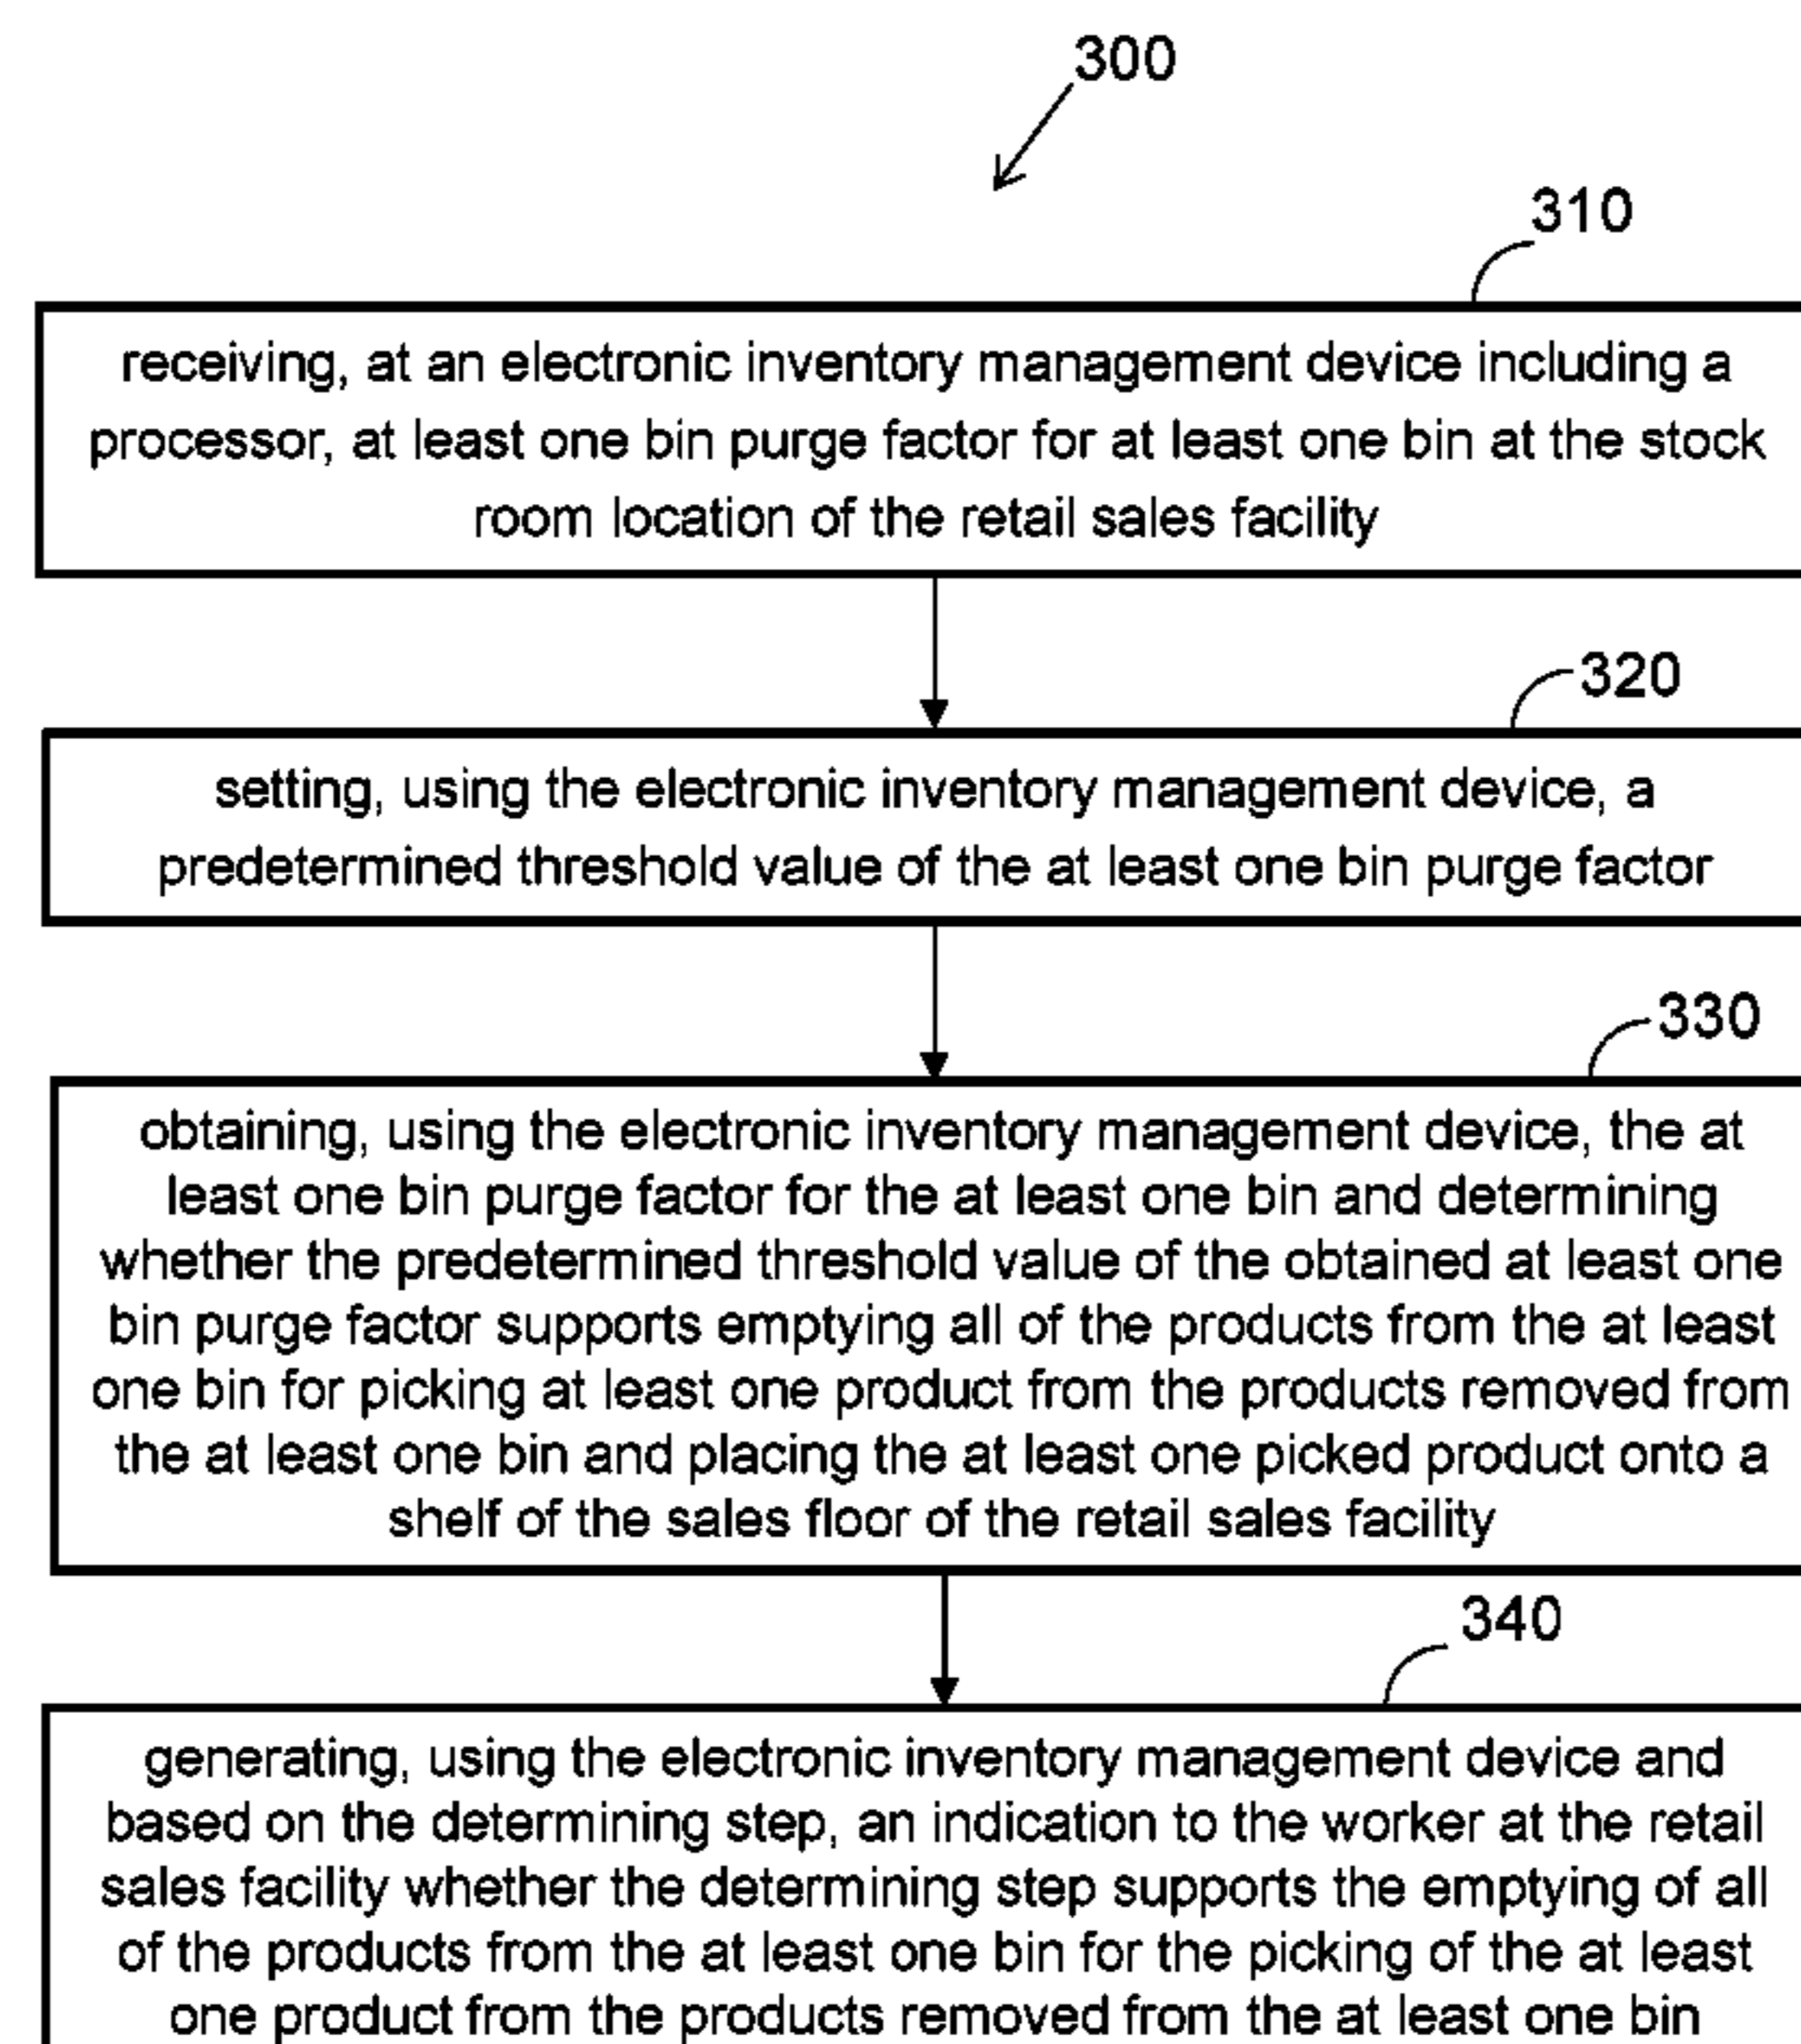 300
310
receiving, at an electronic inventory management device including a
processor, at least one bin purge factor for at least one bin at the stock
room location of the retail sales facility
320
setting, using the electronic inventory management device, a
predetermined threshold value of the at least one bin purge factor
330
obtaining, using the electronic inventory management device, the at
least one bin purge factor for the at least one bin and determining
whether the predetermined threshold value of the obtained at least one
bin purge factor supports emptying all of the products from the at least
one bin for picking at least one product from the products removed from
the at least one bin and placing the at least one picked product onto a
shelf of the sales floor of the retail sales facility
340
generating, using the electronic inventory management device and
based on the determining step, an indication to the worker at the retail
sales facility whether the determining step supports the emptying of all
of the products from the at least one bin for the picking of the at least
one product from the products removed from the at least one bin